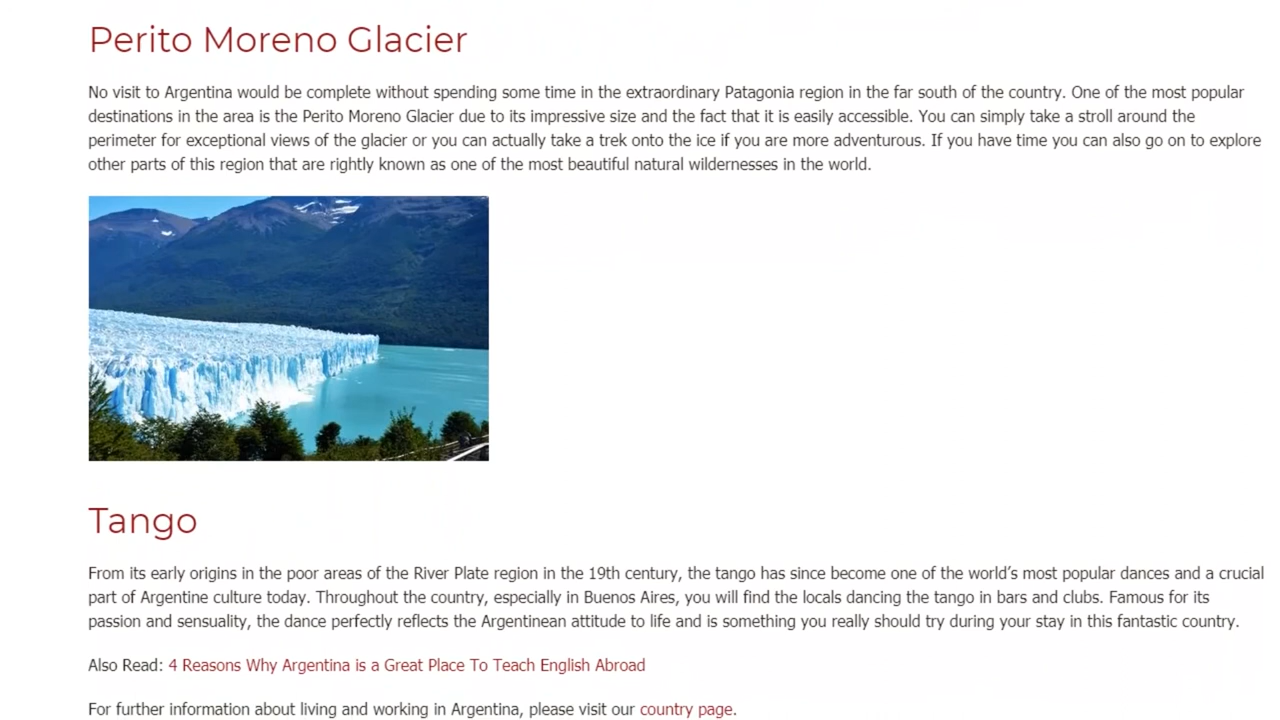 Perito Moreno Glacier
No visit to Argentina would be complete without spending some time in the extraordinary Patagonia region in the far south of the country. One of the most popular
destinations in the area is the Perito Moreno Glacier due to its impressive size and the fact that it is easily accessible. You can simply take a stroll around the
perimeter for exceptional views of the glacier or you can actually take a trek onto the ice if you are more adventurous. If you have time you can also go on to explore
other parts of this region that are rightly known as one of the most beautiful natural wildernesses in the world.
Tango
From its early origins in the poor areas of the River Plate region in the 19th century, the tango has since become one of the world's most popular dances and a crucial
part of Argentine culture today. Throughout the country, especially in Buenos Aires, you will find the locals dancing the tango in bars and clubs. Famous for its
passion and sensuality, the dance perfectly reflects the Argentinean attitude to life and is something you really should try during your stay in this fantastic country.
Also Read: 4 Reasons Why Argentina is a Great Place To Teach English Abroad
For further information about living and working in Argentina, please visit our country page.